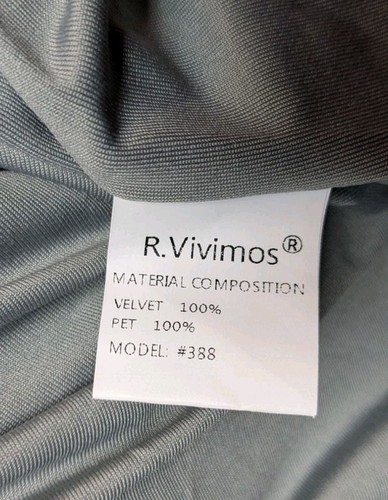 R.Vivimos®
MATERIAL COMPOSITION
VELVET 100%
PET 100%
MODEL: #388